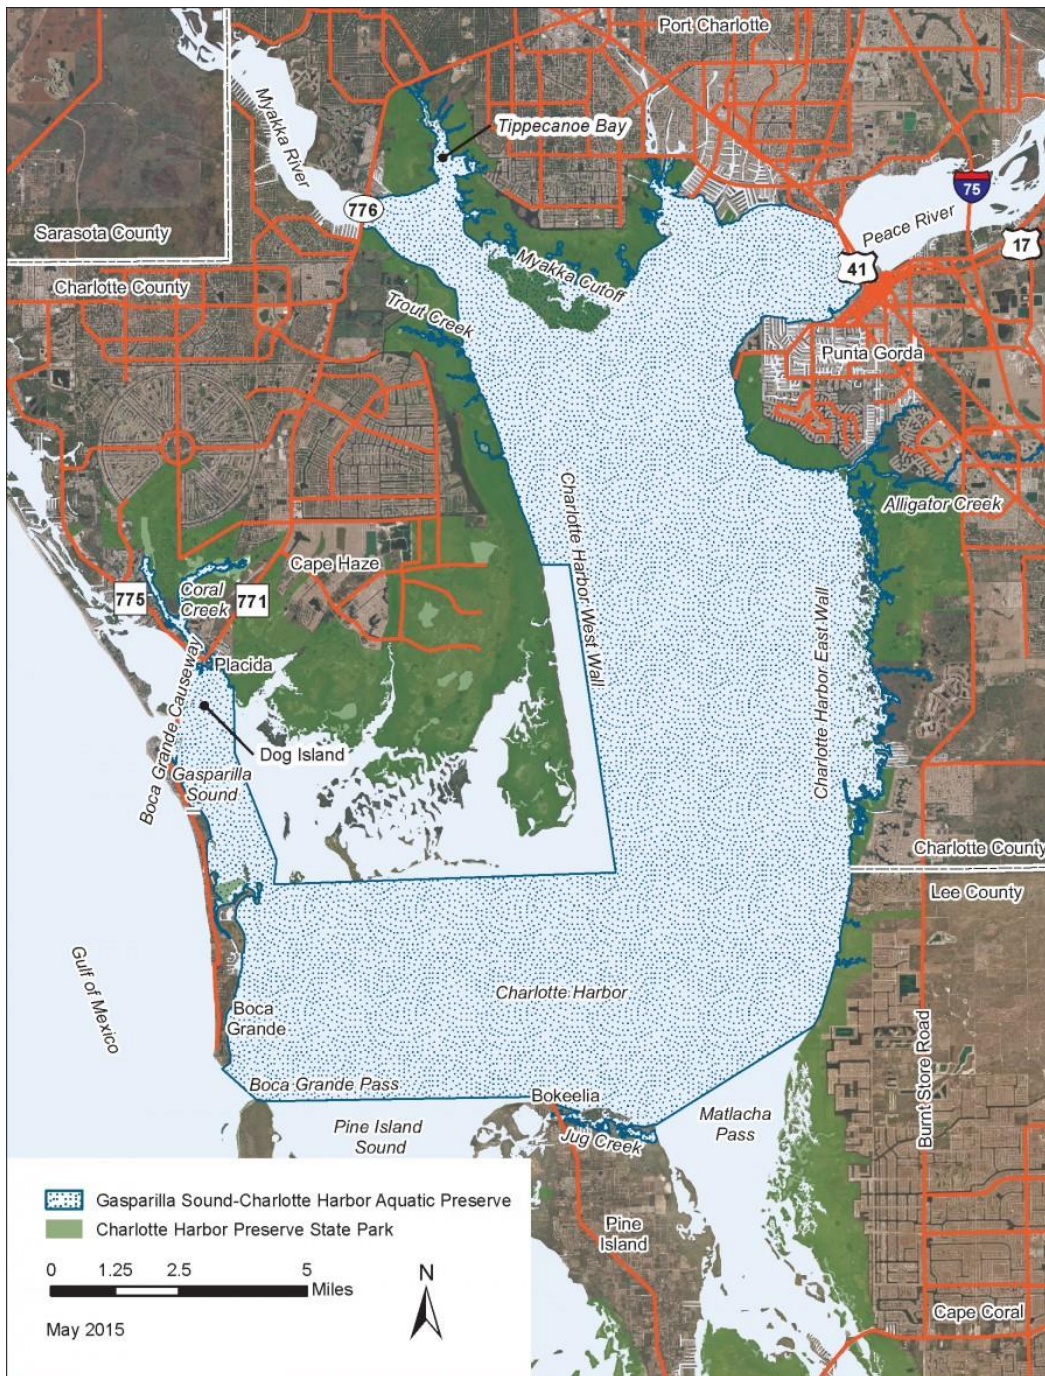 Port Charlotte
Myakka River
Tippecanoe Bay
75
776
Peace River
17
Sarasota County
41
Charlotte County
Myakka Cutoff
Trout Creek
Punta Gorda
Alligator Creek
Charlotte Harbor West Wall
Cape Haze
775
Coral
Creek
771
Charlotte Harbor East Wall
Placida
Boca Grande Causeway
Dog Island
Gasparilla
Sound
Charlotte County
Lee County
Gulf of Mexico
Charlotte Harbor
Boca
Grande
Burnt Store Road
Boca Grande Pass
Bokeelia
Matlacha
Pass
Pine Island
Sound
Jug Creek
Pine
Island
Cape Coral
Gasparilla Sound-Charlotte Harbor Aquatic Preserve
Charlotte Harbor Preserve State Park
0 1.25 2.5 5
Miles
N
May 2015